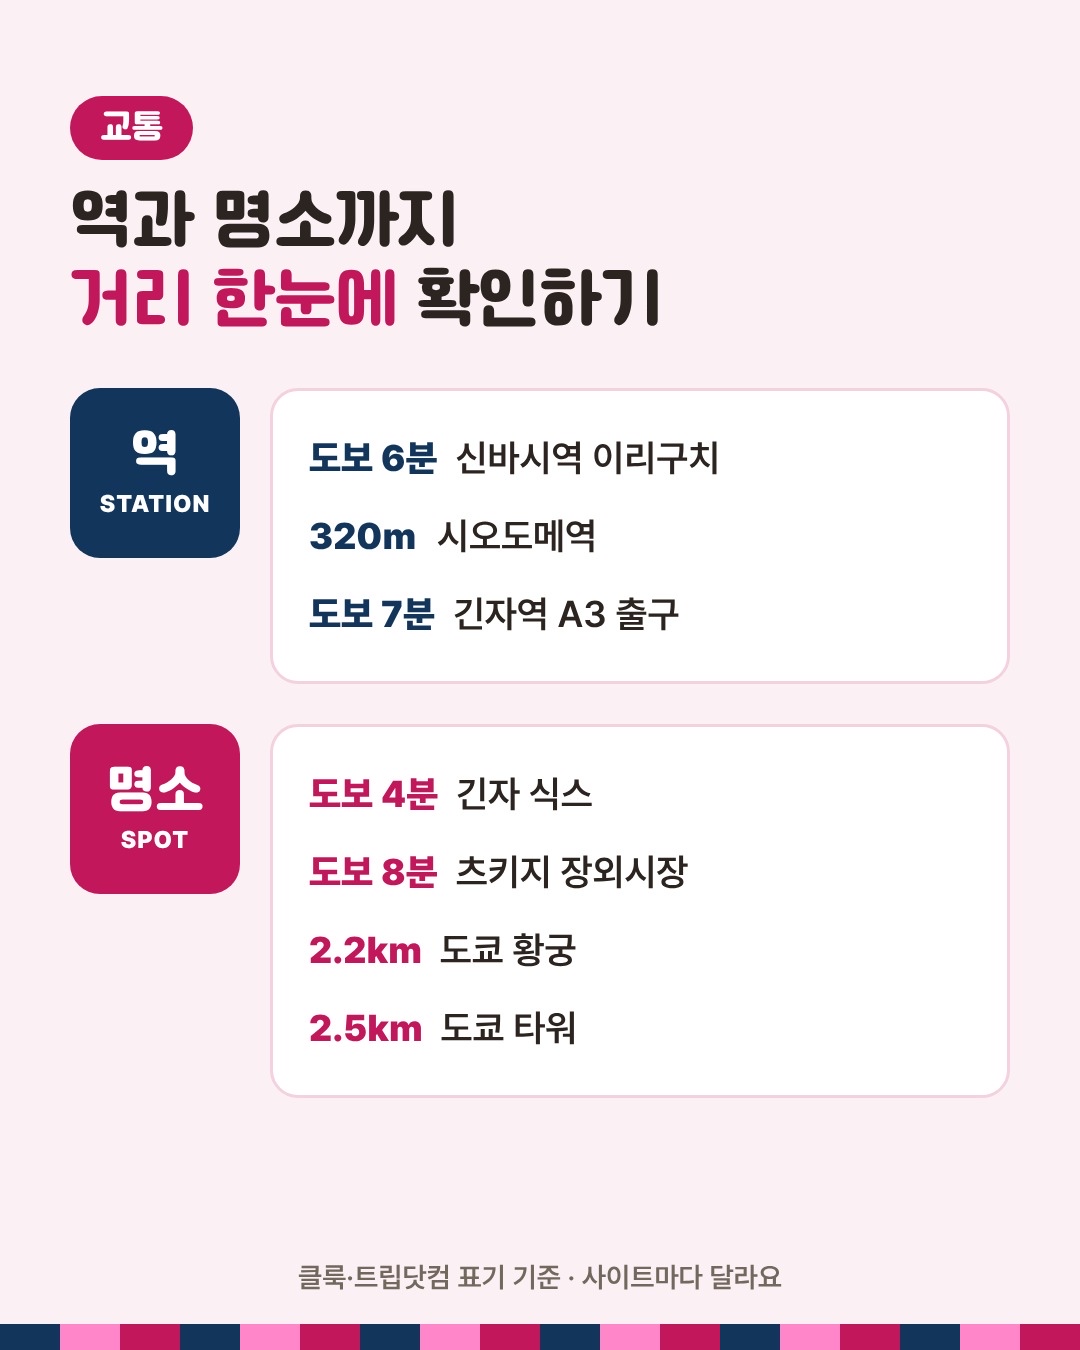 교통
역과 명소까지
거리 한눈에 확인하기
역
STATION
도보 6분 신바시역 이리구치
320m 시오도메역
도보 7분 긴자역 A3 출구
명소
SPOT
도보 4분 긴자 식스
도보 8분 츠키지 장외시장
2.2km 도쿄 황궁
2.5km 도쿄 타워
클룩·트립닷컴 표기 기준 · 사이트마다 달라요